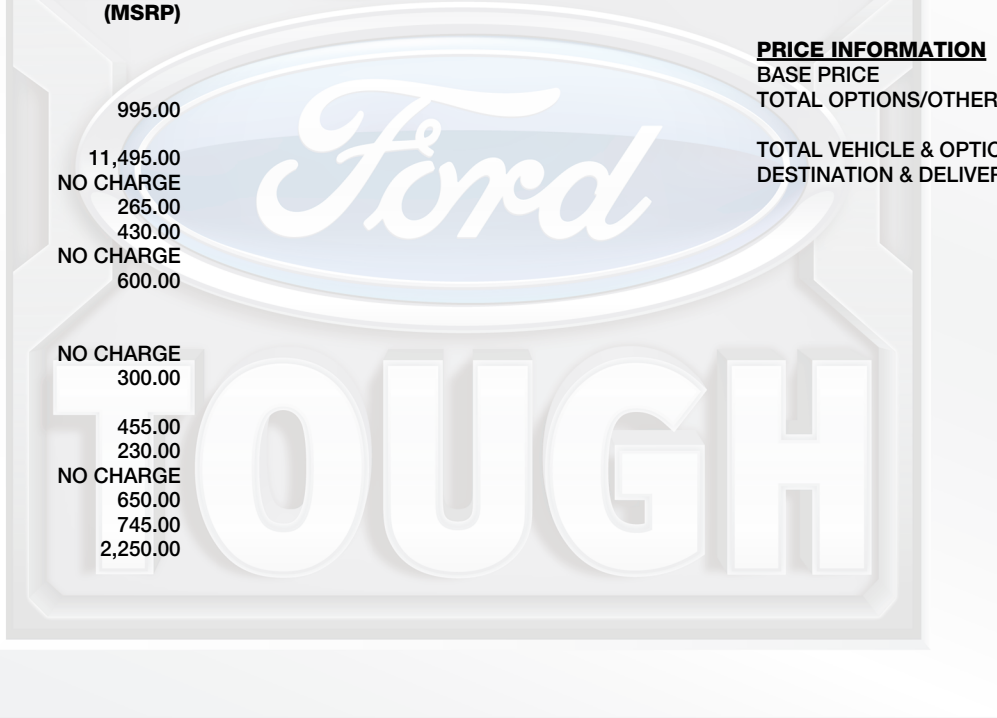 (MSRP)
995.00
11,495.00
NO CHARGE
265.00
430.00
NO CHARGE
600.00
NO CHARGE
300.00
455.00
230.00
NO CHARGE
650.00
745.00
2,250.00
PRICE INFORMATION
BASE PRICE
TOTAL OPTIONS/OTHER
TOTAL VEHICLE & OPTIO
DESTINATION & DELIVER
Ford
TOUGH